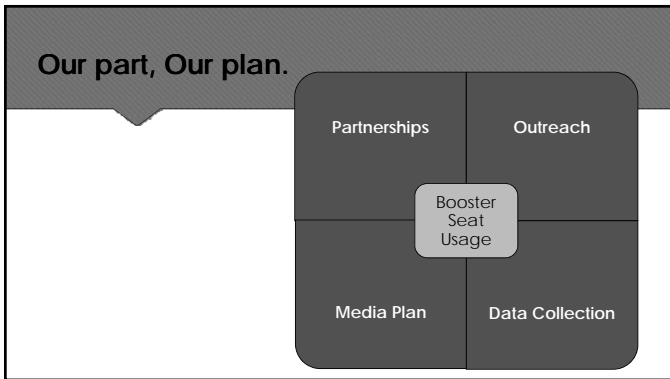 Our part, Our plan.
Partnerships
Outreach
Booster
Seat
Usage
Media Plan
Data Collection